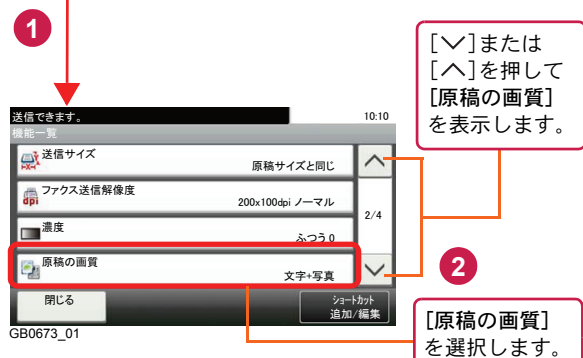 1
[∨]または
[∧]を押して
[原稿の画質]
を表示します。
送信できます。
10:10
機能一覧
送信サイズ
原稿サイズと同じ
ファクス送信解像度
dpi
200x100dpi ノーマル
2/4
濃度
ふつう 0
原稿の画質
文字+写真
2
閉じる
ショートカット
追加/編集
GB0673_01
[原稿の画質]
を選択します。